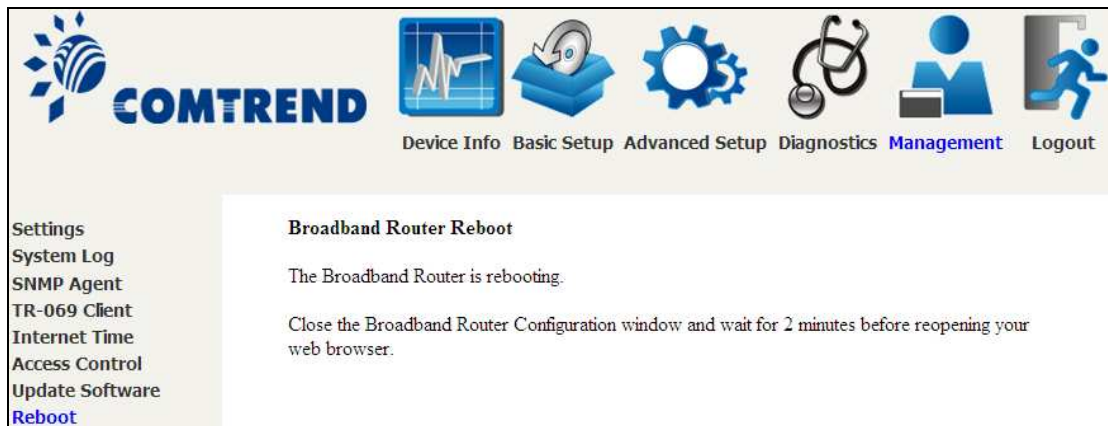 COMTREND
Device Info Basic Setup Advanced Setup Diagnostics Management Logout
Settings
System Log
SNMP Agent
TR-069 Client
Internet Time
Access Control
Update Software
Reboot
Broadband Router Reboot
The Broadband Router is rebooting.
Close the Broadband Router Configuration window and wait for 2 minutes before reopening your
web browser.